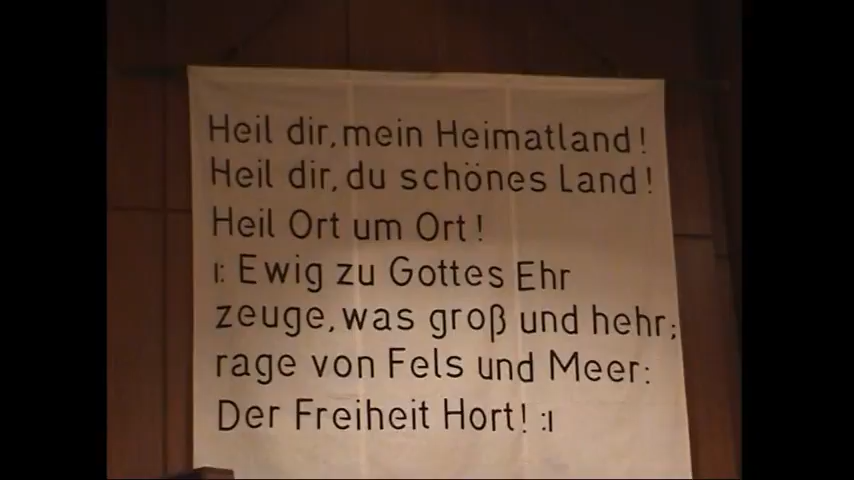 Heil dir, mein Heimatland!
Heil dir, du schönes Land!
Heil Ort um Ort!
|: Ewig zu Gottes Ehr
zeuge, was groß und hehr;
rage von Fels und Meer:
Der Freiheit Hort! :|